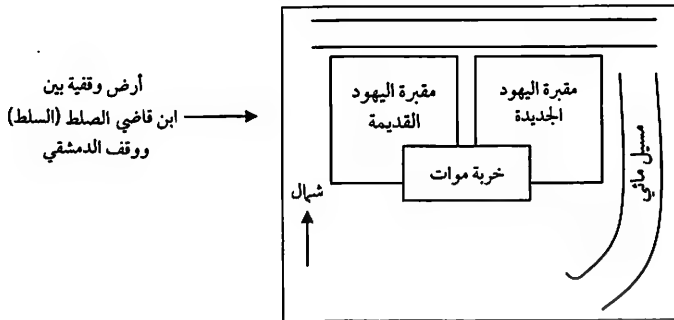 أرض وقفية بين
ابن قاضي الصلط (السلط)
ووقف الدمشقي
مقبرة اليهود
الجديدة
مقبرة اليهود
القديمة
خربة موات
مسيل مائي
شمال